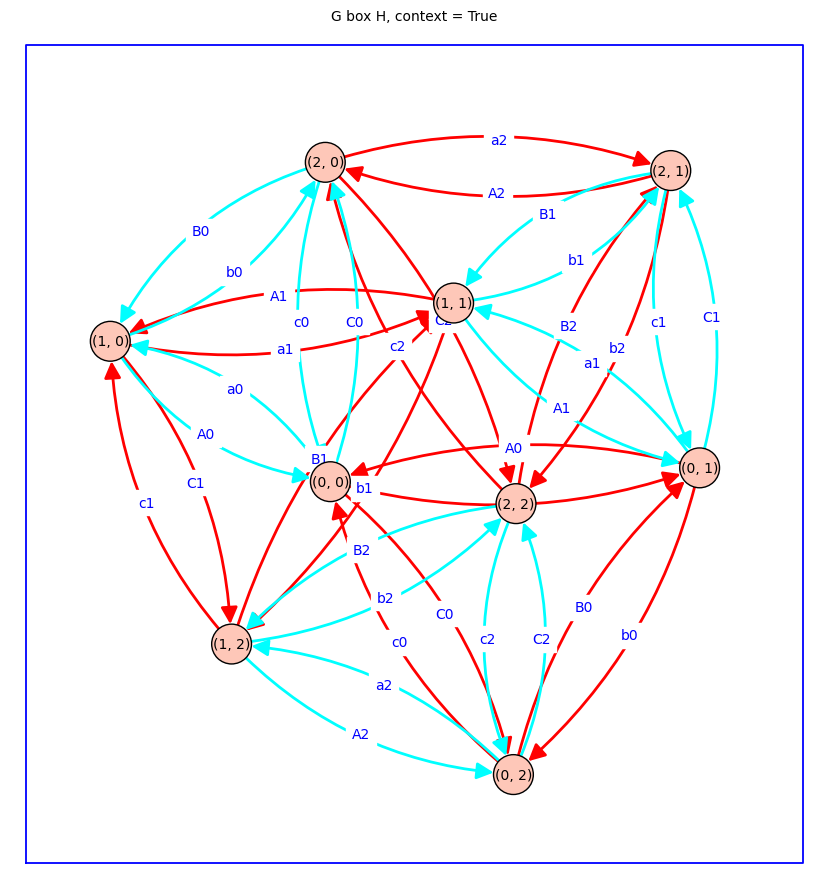 G box H, context = True
a2
(2, 0)
(2, 1)
A2
B1
B0
b1
b0
A1
(1, 1)
c0
C0
C2
c1
C1
B2
(1, 0)
a1
c2
b2
a1
a0
A1
A0
A0
B1
(0, 1)
C1
(0, 0)
b1
c1
(2, 2)
B2
b2
C0
B0
(1, 2)
c0
c2
C2
b0
a2
A2
(0, 2)